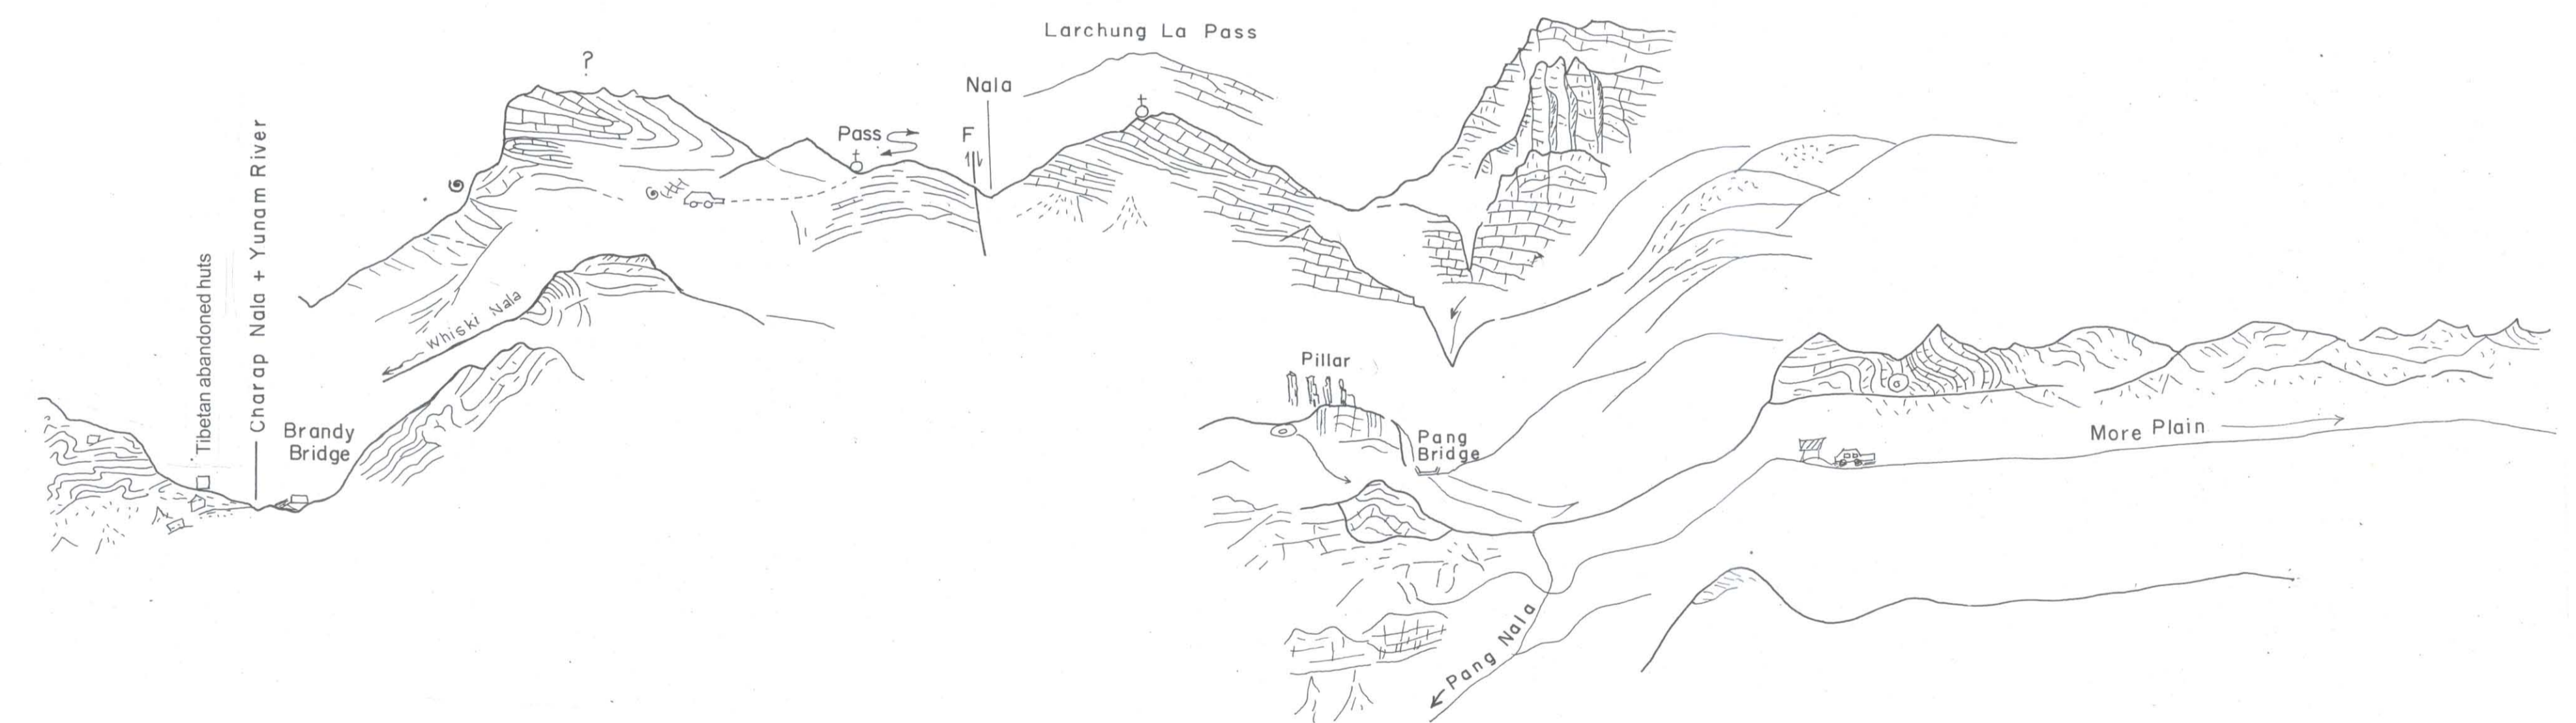 Tibetan abandoned huts
Charap Nala + Yunam River
Brandy
Bridge
Whiski Nala
?
Pass
F
Nala
Larchung La Pass
Pillar
Pang
Bridge
Pang Nala
More Plain